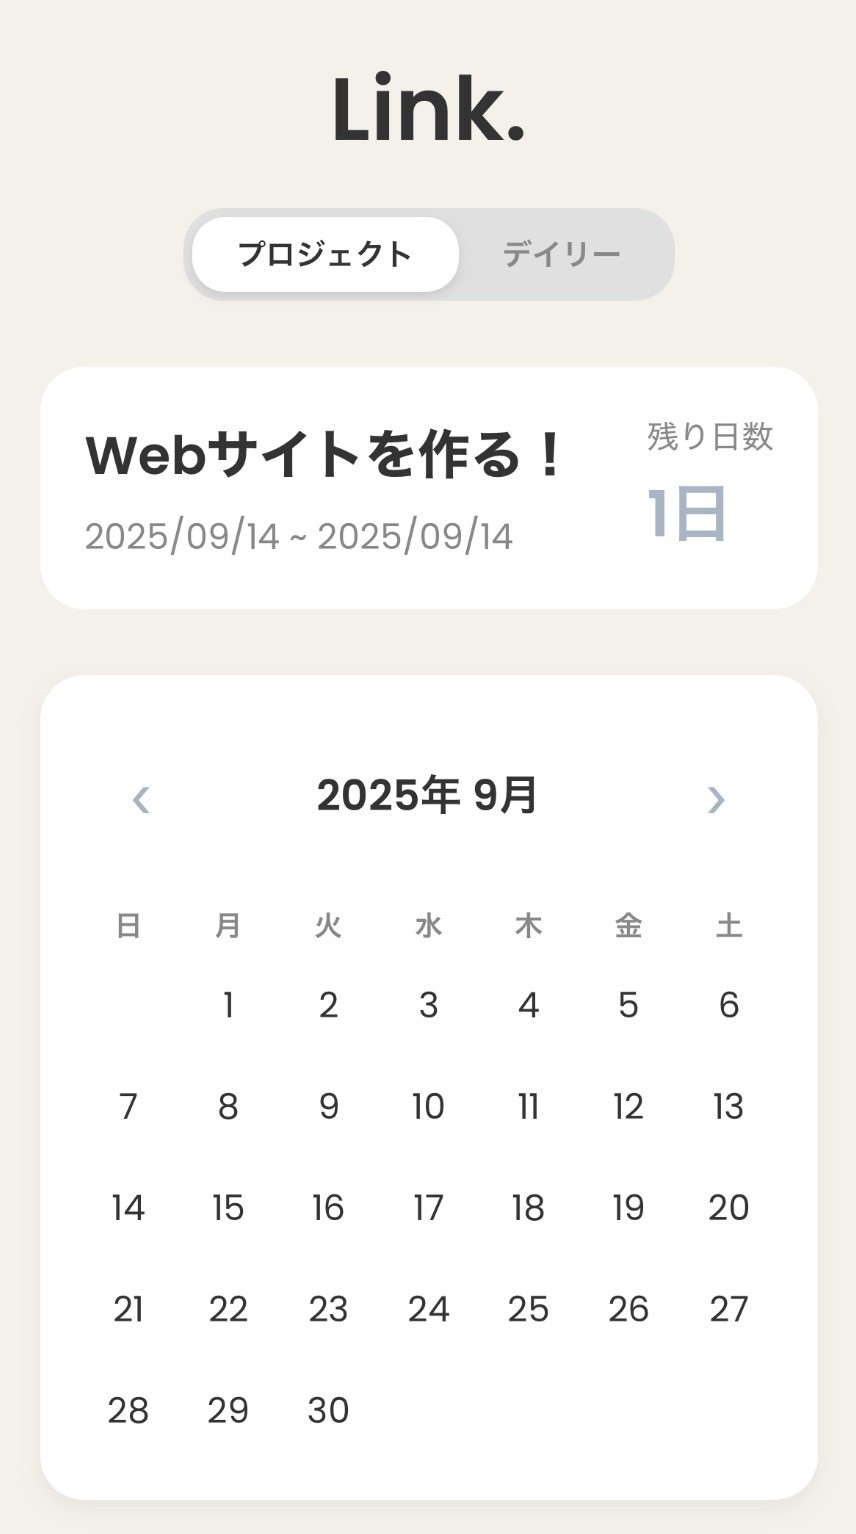 Link.
プロジェクト デイリー
Webサイトを作る！
2025/09/14 ~ 2025/09/14
残り日数
1日
‹ 2025年 9月 ›
日 月 火 水 木 金 土
1 2 3 4 5 6
7 8 9 10 11 12 13
14 15 16 17 18 19 20
21 22 23 24 25 26 27
28 29 30